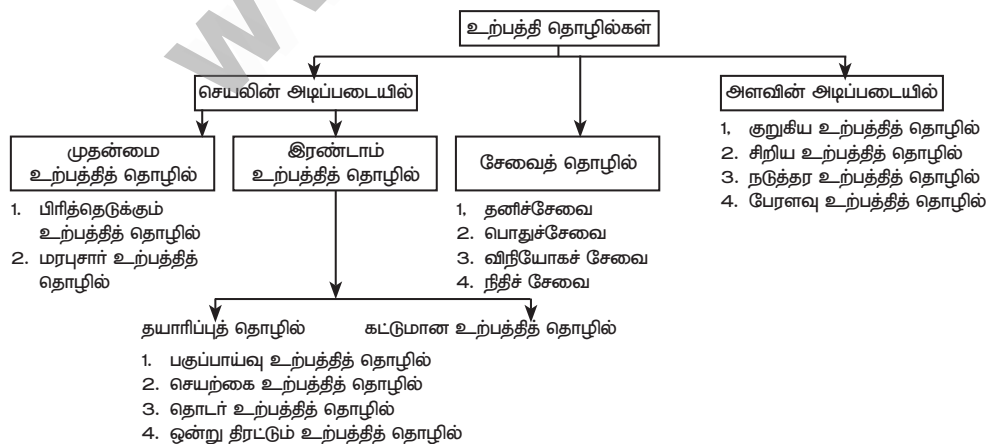 உற்பத்தி தொழில்கள்
செயலின் அடிப்படையில்
அளவின் அடிப்படையில்
1, குறுகிய உற்பத்தித் தொழில்
2. சிறிய உற்பத்தித் தொழில்
3. நடுத்தர உற்பத்தித் தொழில்
4. பேரளவு உற்பத்தித் தொழில்
முதன்மை
உற்பத்தித் தொழில்
1. பிரித்தெடுக்கும்
உற்பத்தித் தொழில்
2. மரபுசார் உற்பத்தித்
தொழில்
இரண்டாம்
உற்பத்தித் தொழில்
சேவைத் தொழில்
1, தனிச்சேவை
2. பொதுச்சேவை
3. விநியோகச் சேவை
4. நிதிச் சேவை
தயாரிப்புத் தொழில்
கட்டுமான உற்பத்தித் தொழில்
1. பகுப்பாய்வு உற்பத்தித் தொழில்
2. செயற்கை உற்பத்தித் தொழில்
3. தொடர் உற்பத்தித் தொழில்
4. ஒன்று திரட்டும் உற்பத்தித் தொழில்